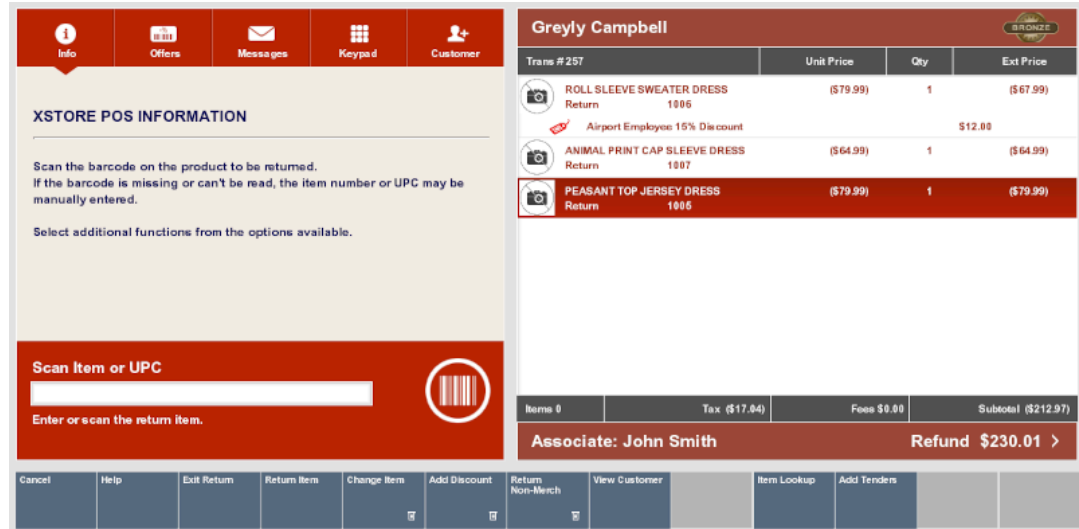 Info
Offers
Messages
Keypad
Customer
XSTORE POS INFORMATION
Scan the barcode on the product to be returned.
If the barcode is missing or can't be read, the item number or UPC may be
manually entered.
Select additional functions from the options available.
Scan Item or UPC
Enter or scan the return item.
Greyly Campbell
BRONZE
Trans # 257 Unit Price Qty Ext Price
ROLL SLEEVE SWEATER DRESS ($79.99) 1 ($67.99)
Return 1006
Airport Employee 15% Discount $12.00
ANIMAL PRINT CAP SLEEVE DRESS ($64.99) 1 ($64.99)
Return 1007
PEASANT TOP JERSEY DRESS ($79.99) 1 ($79.99)
Return 1005
Items 0 Tax ($17.04) Fees $0.00 Subtotal ($212.97)
Associate: John Smith Refund $230.01 >
Cancel
Help
Exit Return
Return Item
Change Item
Add Discount
Return
Non-Merch
View Customer
Item Lookup
Add Tenders